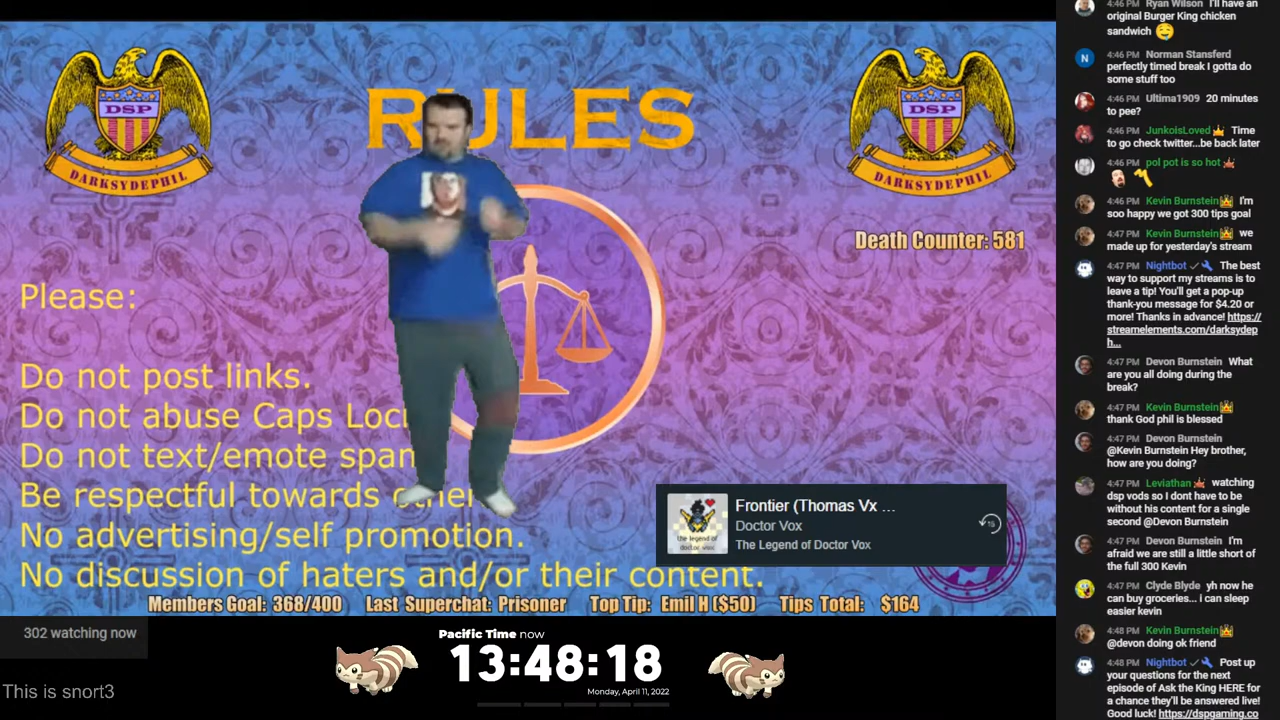 DSP
DARKSYDEPHIL
RULES
DSP
DARKSYDEPHIL
Death Counter: 581
Please:
Do not post links.
Do not abuse Caps Loc
Do not text/emote spam
Be respectful towards other
No advertising/self promotion.
No discussion of haters and/or their content.
Frontier (Thomas Vx ...
Doctor Vox
The Legend of Doctor Vox
the legend of
doctor vox
15
Members Goal: 368/400 Last Superchat: Prisoner Top Tip: Emil H ($50) Tips Total: $164
302 watching now
This is snort3
Pacific Time now
13:48:18
Monday, April 11, 2022
4:46 PM Ryan Wilson I'll have an
original Burger King chicken
sandwich
N
4:46 PM Norman Stansferd
perfectly timed break I gotta do
some stuff too
4:46 PM Ultima1909 20 minutes
to pee?
4:46 PM JunkoisLoved Time
to go check twitter...be back later
4:46 PM pol pot is so hot
4:46 PM Kevin Burnstein I'm
soo happy we got 300 tips goal
4:47 PM Kevin Burnstein we
made up for yesterday's stream
4:47 PM Nightbot The best
way to support my streams is to
leave a tip! You'll get a pop-up
thank-you message for $4.20 or
more! Thanks in advance! https://
streamelements.com/darksydep
h...
4:47 PM Devon Burnstein What
are you all doing during the
break?
4:47 PM Kevin Burnstein
thank God phil is blessed
4:47 PM Devon Burnstein
@Kevin Burnstein Hey brother,
how are you doing?
4:47 PM Leviathan watching
dsp vods so I dont have to be
without his content for a single
second @Devon Burnstein
4:47 PM Devon Burnstein I'm
afraid we are still a little short of
the full 300 Kevin
4:47 PM Clyde Blyde yh now he
can buy groceries... i can sleep
easier kevin
4:48 PM Kevin Burnstein
@devon doing ok friend
4:48 PM Nightbot Post up
your questions for the next
episode of Ask the King HERE for
a chance they'll be answered live!
Good luck! https://dspgaming.co